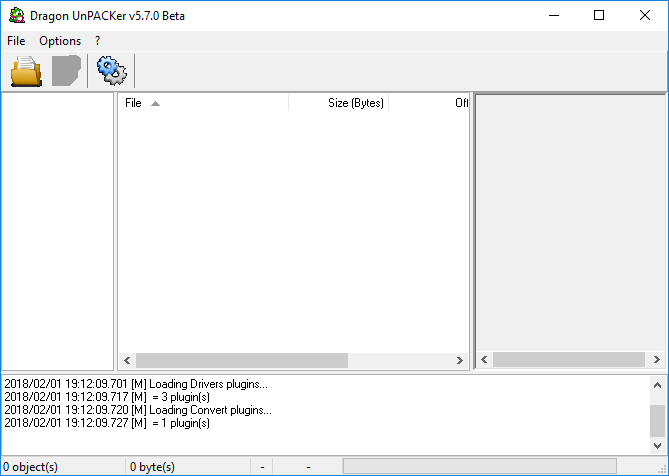 Dragon UnPACKer v5.7.0 Beta
File Options ?
File Size (Bytes) Off
2018/02/01 19:12:09.701 [M] Loading Drivers plugins...
2018/02/01 19:12:09.717 [M] = 3 plugin(s)
2018/02/01 19:12:09.720 [M] Loading Convert plugins...
2018/02/01 19:12:09.727 [M] = 1 plugin(s)
0 object(s) 0 byte(s) - -